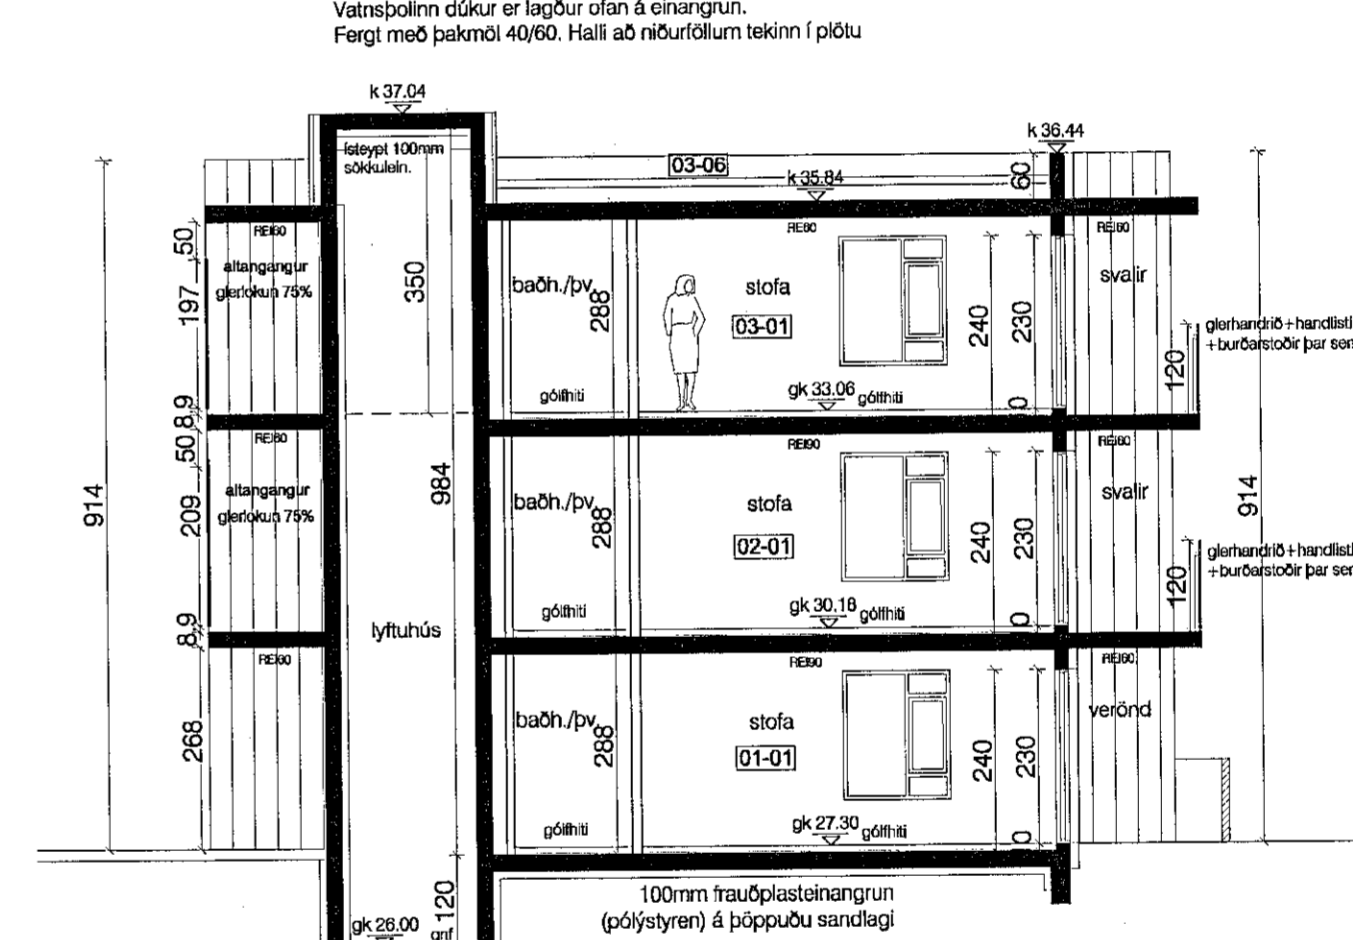 Vatnsþolinn dúkur er lagður ofan á einangrun.
Fergt með þakmöl 40/60. Halli að niðurföllum tekinn í plötu
k 37.04
k 36.44
ísteypt 100mm
sökkulein.
03-06
k 35.84
60
REI60
RE60
REI60
50
altangangur
glerlokun 75%
197
350
baðh./þv.
288
stofa
03-01
240
230
svalir
glerhandrið+handlisti
+burðarstoðir þar sem
120
gólfhiti
gk 33.06
gólfhiti
0
8,9
REI60
REI90
REI60
50
altangangur
glerlokun 75%
209
914
984
baðh./þv.
288
stofa
02-01
240
230
svalir
914
glerhandrið+handlisti
+burðarstoðir þar sem
120
gólfhiti
gk 30.18
gólfhiti
0
8,9
lyftuhús
REI60
REI90
REI60
268
baðh./þv.
288
stofa
01-01
240
230
verönd
gólfhiti
gk 27.30
gólfhiti
0
100mm frauðplasteinangrun
(pólýstyren) á þöppuðu sandlagi
gk 26.00
120
gnf